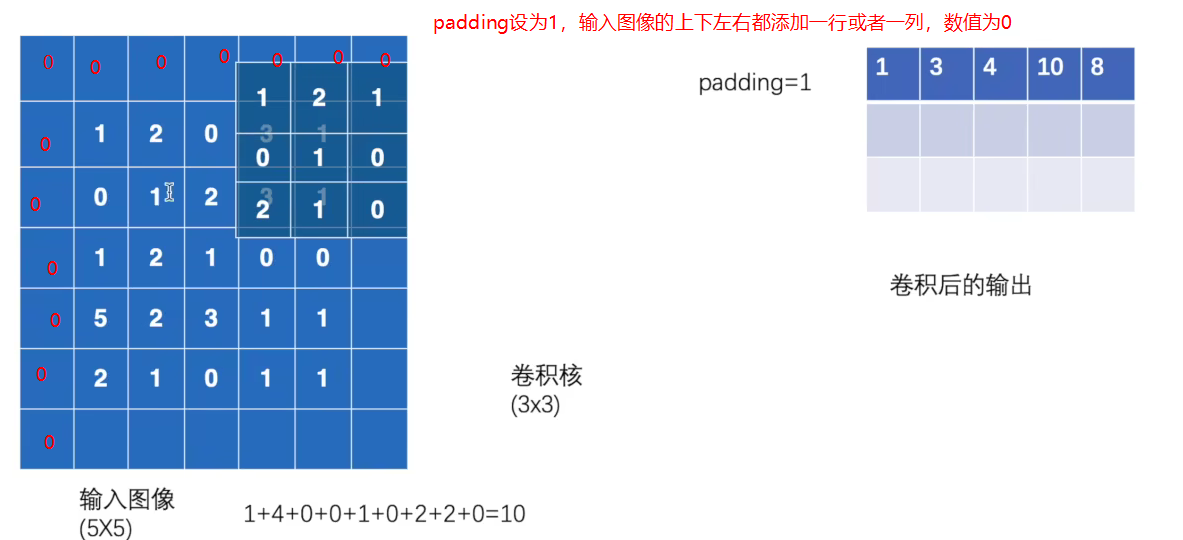 padding设为1，输入图像的上下左右都添加一行或者一列，数值为0
0 0 0 0 0 0 0
1 2 1
0 1 2 0 3 1
0 1 0
0 0 1 2 3 1
2 1 0
0 1 2 1 0 0
0 5 2 3 1 1
0 2 1 0 1 1
0
输入图像
(5X5)
1+4+0+0+1+0+2+2+0=10
卷积核
(3x3)
padding=1
1 3 4 10 8
卷积后的输出